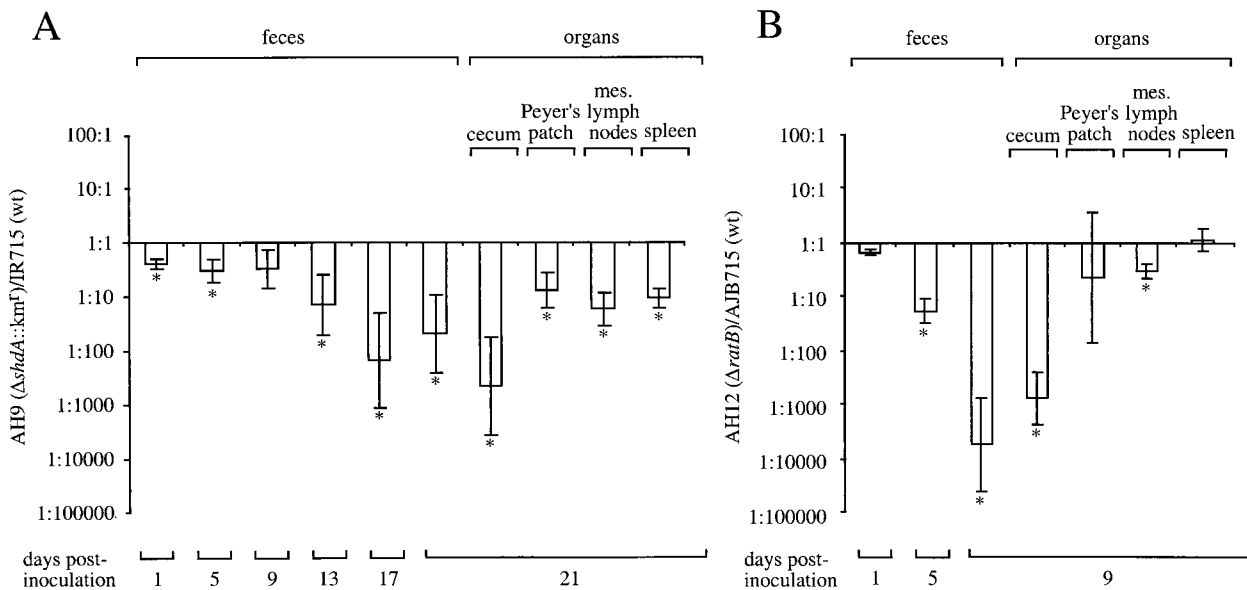 A
feces
organs
mes.
Peyer's lymph
cecum patch nodes spleen
100:1
10:1
1:1
1:10
1:100
1:1000
1:10000
1:100000
AH9 (ΔshdA::kmʳ)/IR715 (wt)
* * * * * * * * * *
days post-
inoculation
1 5 9 13 17 21
B
feces
organs
mes.
Peyer's lymph
cecum patch nodes spleen
100:1
10:1
1:1
1:10
1:100
1:1000
1:10000
1:100000
AH12 (ΔratB)/AJB715 (wt)
* * * *
days post-
inoculation
1 5 9